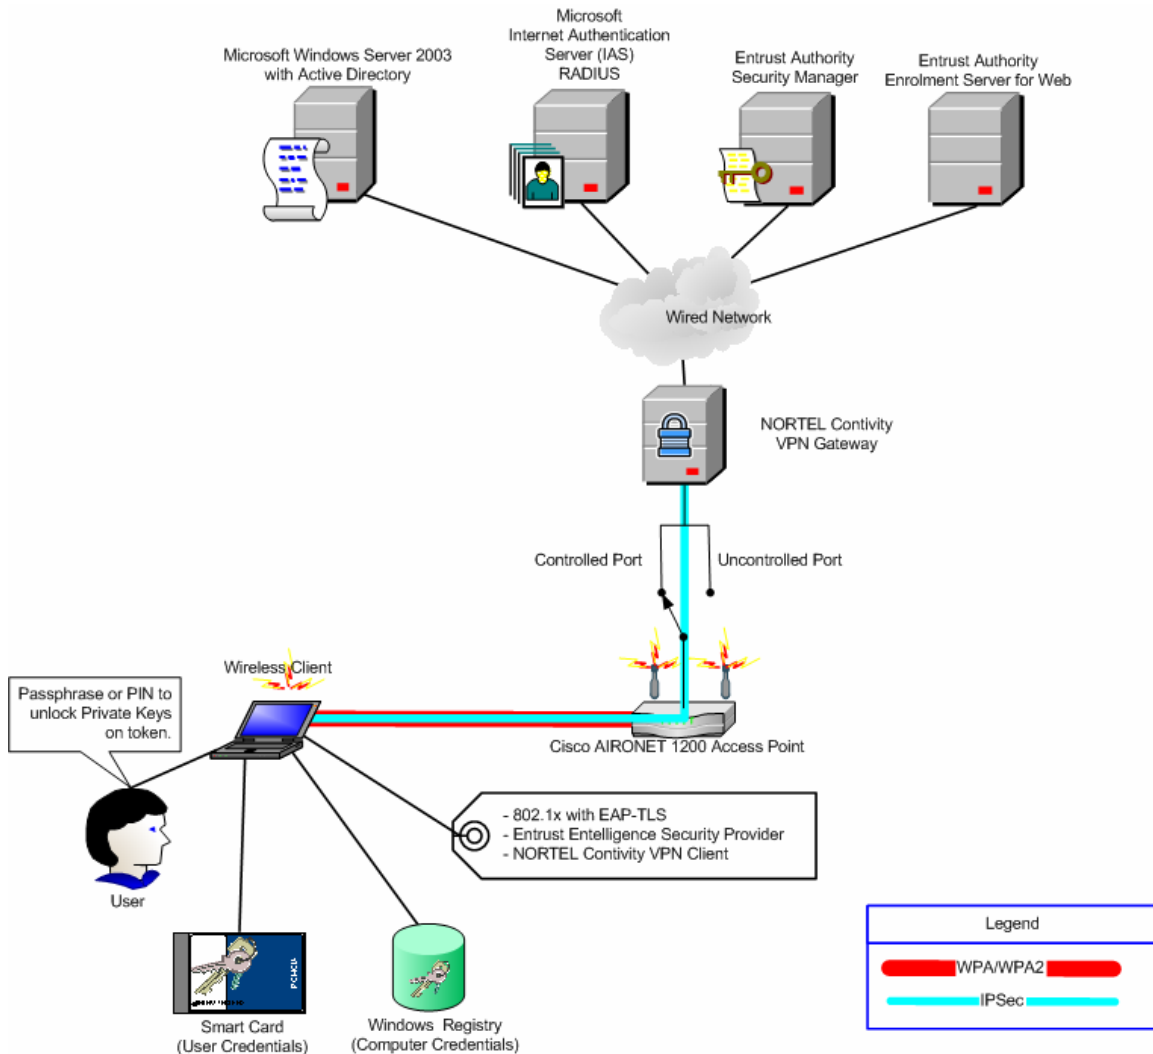 Microsoft Windows Server 2003
with Active Directory
Microsoft
Internet Authentication
Server (IAS)
RADIUS
Entrust Authority
Security Manager
Entrust Authority
Enrolment Server for Web
Wired Network
NORTEL Contivity
VPN Gateway
Controlled Port
Uncontrolled Port
Wireless Client
Passphrase or PIN to
unlock Private Keys
on token.
Cisco AIRONET 1200 Access Point
- 802.1x with EAP-TLS
- Entrust Entelligence Security Provider
- NORTEL Contivity VPN Client
User
PCMCIA
Smart Card
(User Credentials)
Windows Registry
(Computer Credentials)
Legend
WPA/WPA2
IPSec